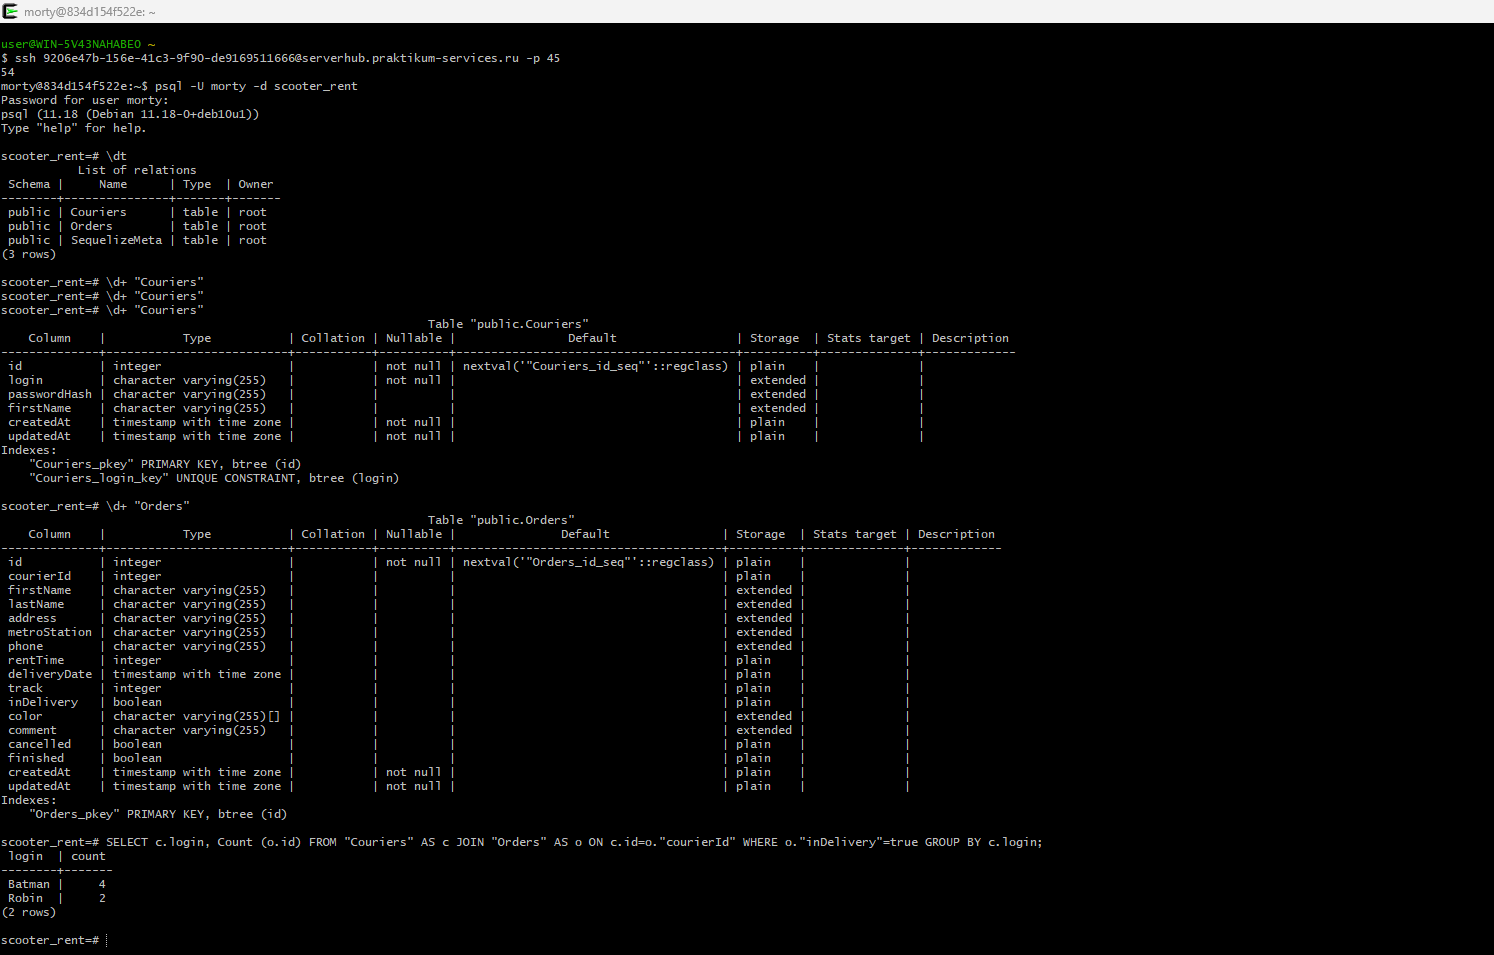 morty@834d154f522e: ~
user@WIN-5V43NAHABEO ~
$ ssh 9206e47b-156e-41c3-9f90-de9169511666@serverhub.praktikum-services.ru -p 45
54
morty@834d154f522e:~$ psql -U morty -d scooter_rent
Password for user morty:
psql (11.18 (Debian 11.18-0+deb10u1))
Type "help" for help.

scooter_rent=# \dt
           List of relations
 Schema |     Name      | Type  | Owner
--------+---------------+-------+-------
 public | Couriers      | table | root
 public | Orders        | table | root
 public | SequelizeMeta | table | root
(3 rows)

scooter_rent=# \d+ "Couriers"
scooter_rent=# \d+ "Couriers"
scooter_rent=# \d+ "Couriers"
                                                             Table "public.Couriers"
    Column    |           Type           | Collation | Nullable |                Default                 | Storage  | Stats target | Description
--------------+--------------------------+-----------+----------+----------------------------------------+----------+--------------+-------------
 id           | integer                  |           | not null | nextval('"Couriers_id_seq"'::regclass) | plain    |              |
 login        | character varying(255)   |           | not null |                                        | extended |              |
 passwordHash | character varying(255)   |           |          |                                        | extended |              |
 firstName    | character varying(255)   |           |          |                                        | extended |              |
 createdAt    | timestamp with time zone |           | not null |                                        | plain    |              |
 updatedAt    | timestamp with time zone |           | not null |                                        | plain    |              |
Indexes:
    "Couriers_pkey" PRIMARY KEY, btree (id)
    "Couriers_login_key" UNIQUE CONSTRAINT, btree (login)

scooter_rent=# \d+ "Orders"
                                                             Table "public.Orders"
    Column    |           Type           | Collation | Nullable |               Default                | Storage  | Stats target | Description
--------------+--------------------------+-----------+----------+--------------------------------------+----------+--------------+-------------
 id           | integer                  |           | not null | nextval('"Orders_id_seq"'::regclass) | plain    |              |
 courierId    | integer                  |           |          |                                      | plain    |              |
 firstName    | character varying(255)   |           |          |                                      | extended |              |
 lastName     | character varying(255)   |           |          |                                      | extended |              |
 address      | character varying(255)   |           |          |                                      | extended |              |
 metroStation | character varying(255)   |           |          |                                      | extended |              |
 phone        | character varying(255)   |           |          |                                      | extended |              |
 rentTime     | integer                  |           |          |                                      | plain    |              |
 deliveryDate | timestamp with time zone |           |          |                                      | plain    |              |
 track        | integer                  |           |          |                                      | plain    |              |
 inDelivery   | boolean                  |           |          |                                      | plain    |              |
 color        | character varying(255)[] |           |          |                                      | extended |              |
 comment      | character varying(255)   |           |          |                                      | extended |              |
 cancelled    | boolean                  |           |          |                                      | plain    |              |
 finished     | boolean                  |           |          |                                      | plain    |              |
 createdAt    | timestamp with time zone |           | not null |                                      | plain    |              |
 updatedAt    | timestamp with time zone |           | not null |                                      | plain    |              |
Indexes:
    "Orders_pkey" PRIMARY KEY, btree (id)

scooter_rent=# SELECT c.login, Count (o.id) FROM "Couriers" AS c JOIN "Orders" AS o ON c.id=o."courierId" WHERE o."inDelivery"=true GROUP BY c.login;
 login  | count
--------+-------
 Batman |     4
 Robin  |     2
(2 rows)

scooter_rent=#